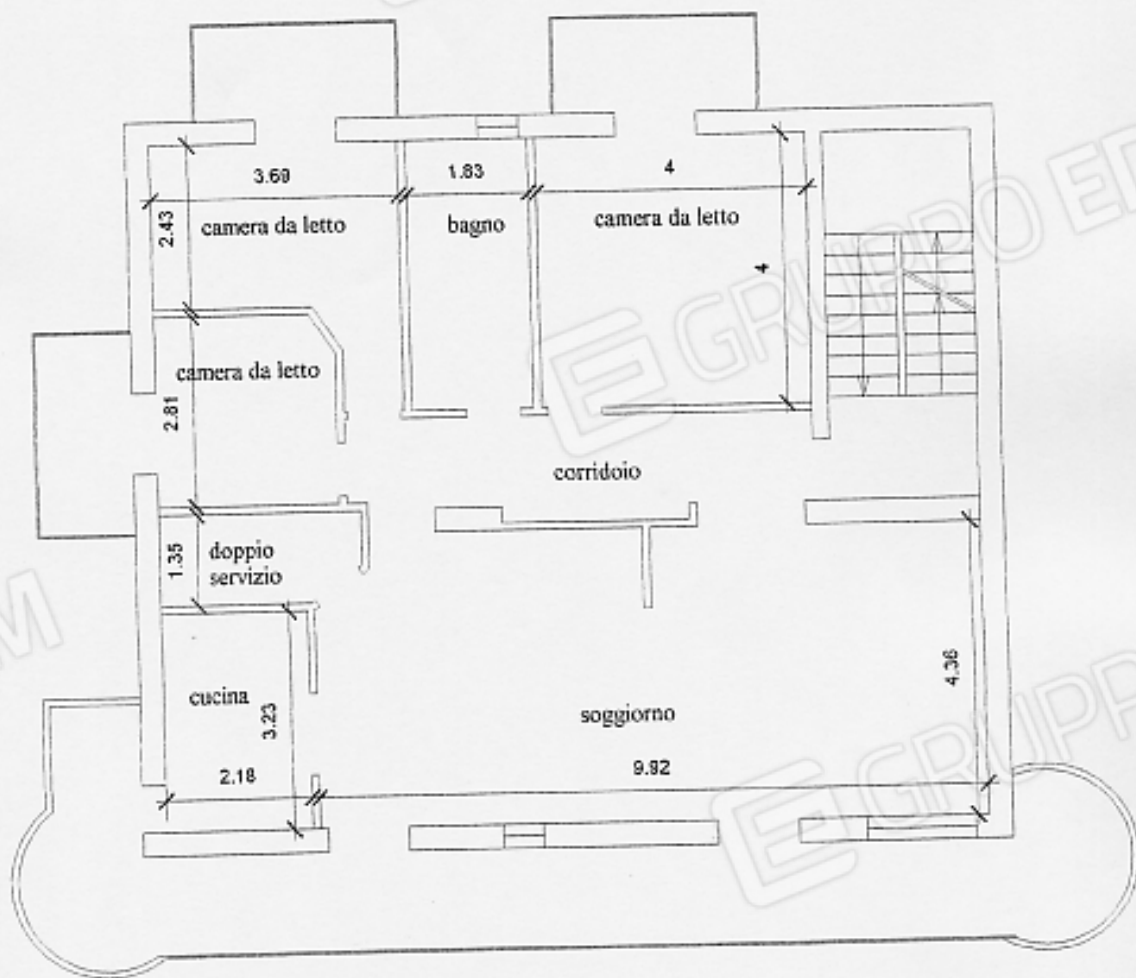 3.69
1.83
4
2.43
camera da letto
bagno
camera da letto
4
camera da letto
2.81
corridoio
1.35
doppio
servizio
cucina
3.23
soggiorno
4.36
2.18
9.92
GRUPPO ED
GRUPPO
M